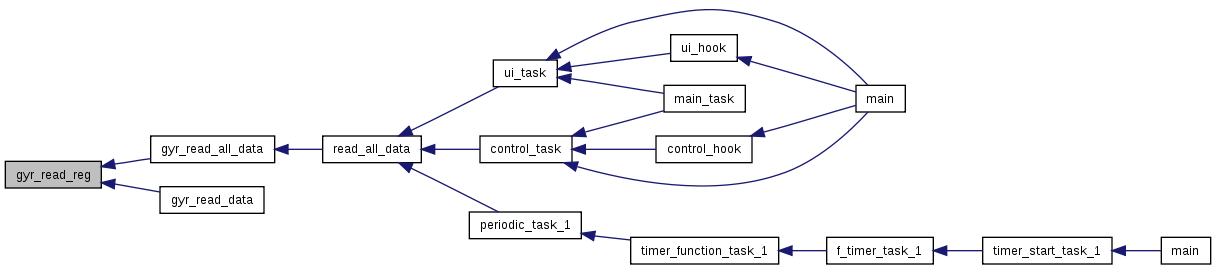 gyr_read_reg
gyr_read_all_data
gyr_read_data
read_all_data
ui_task
control_task
periodic_task_1
ui_hook
main_task
control_hook
main
timer_function_task_1
f_timer_task_1
timer_start_task_1
main